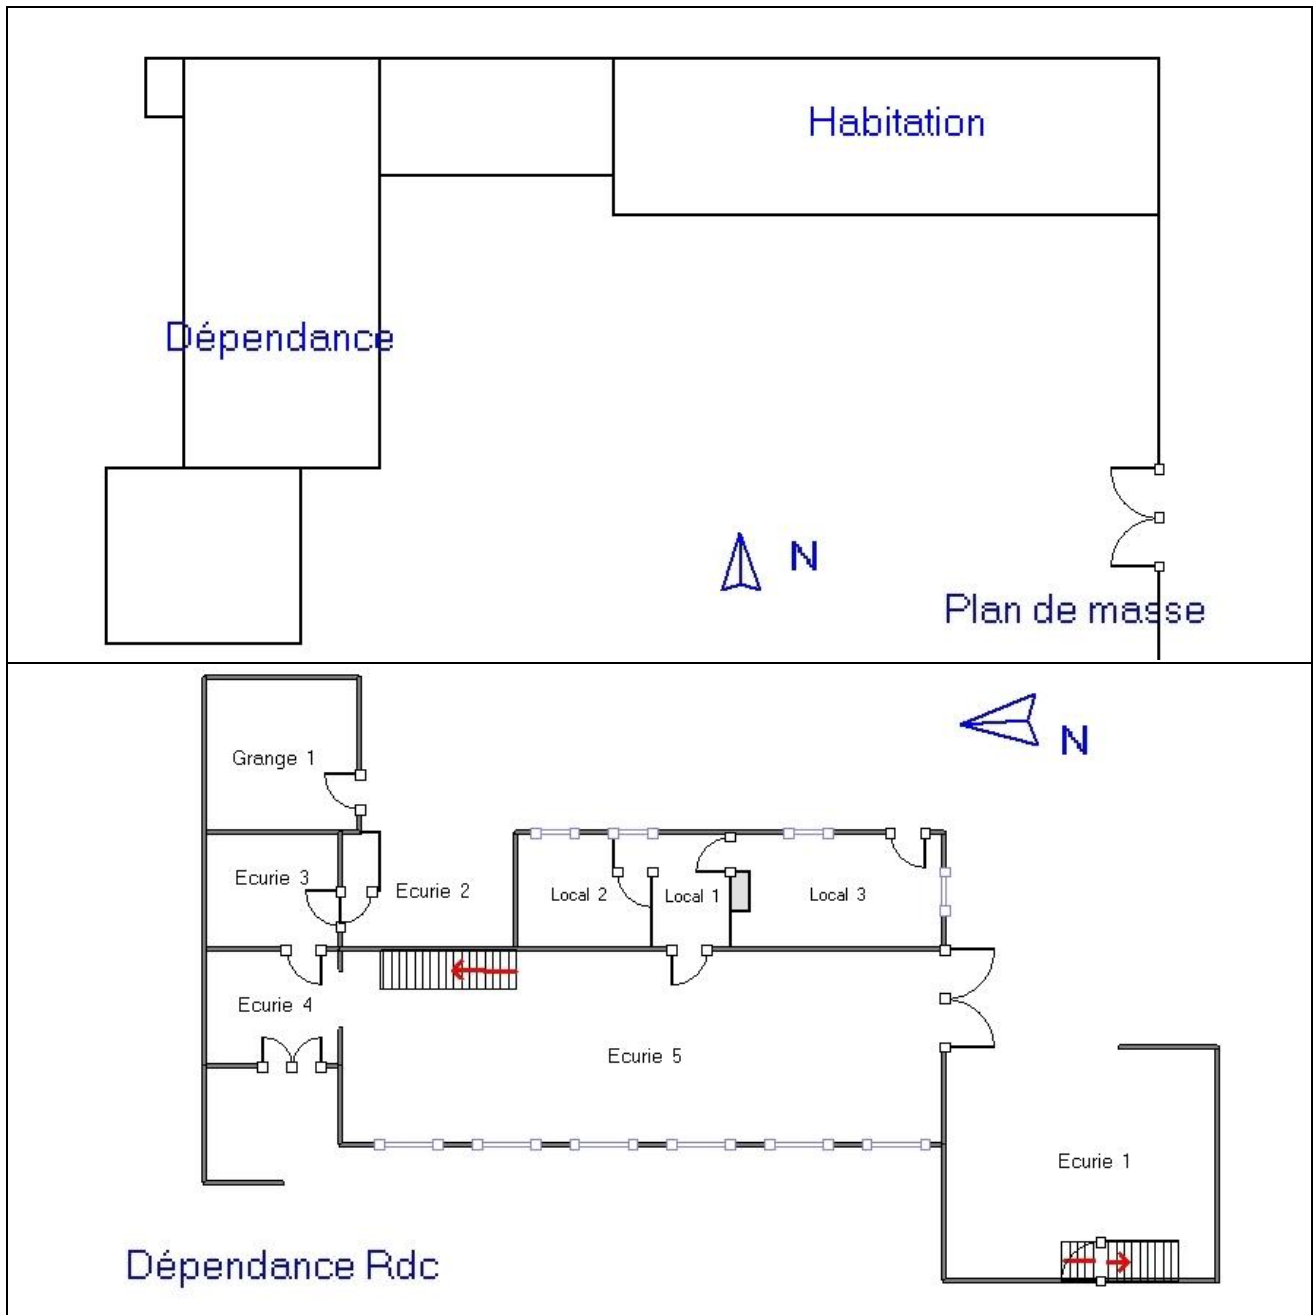 Habitation
Dépendance
N
Plan de masse
N
Grange 1
Ecurie 3
Ecurie 2
Local 2
Local 1
Local 3
Ecurie 4
Ecurie 5
Ecurie 1
Dépendance Rdc